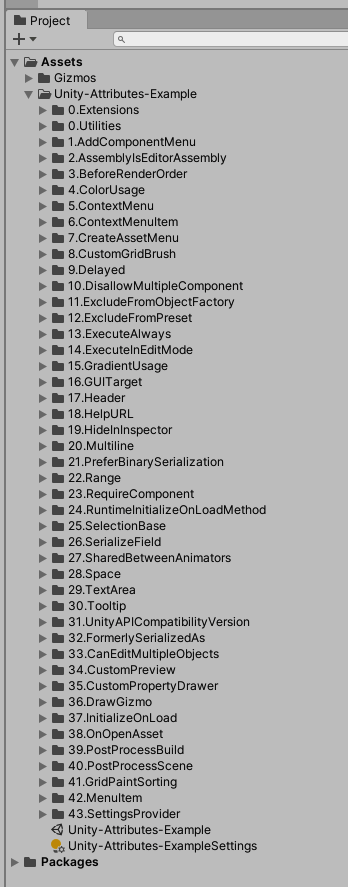 Project
Assets
Gizmos
Unity-Attributes-Example
0.Extensions
0.Utilities
1.AddComponentMenu
2.AssemblyIsEditorAssembly
3.BeforeRenderOrder
4.ColorUsage
5.ContextMenu
6.ContextMenuItem
7.CreateAssetMenu
8.CustomGridBrush
9.Delayed
10.DisallowMultipleComponent
11.ExcludeFromObjectFactory
12.ExcludeFromPreset
13.ExecuteAlways
14.ExecuteInEditMode
15.GradientUsage
16.GUITarget
17.Header
18.HelpURL
19.HideInInspector
20.Multiline
21.PreferBinarySerialization
22.Range
23.RequireComponent
24.RuntimeInitializeOnLoadMethod
25.SelectionBase
26.SerializeField
27.SharedBetweenAnimators
28.Space
29.TextArea
30.Tooltip
31.UnityAPICompatibilityVersion
32.FormerlySerializedAs
33.CanEditMultipleObjects
34.CustomPreview
35.CustomPropertyDrawer
36.DrawGizmo
37.InitializeOnLoad
38.OnOpenAsset
39.PostProcessBuild
40.PostProcessScene
41.GridPaintSorting
42.MenuItem
43.SettingsProvider
Unity-Attributes-Example
Unity-Attributes-ExampleSettings
Packages